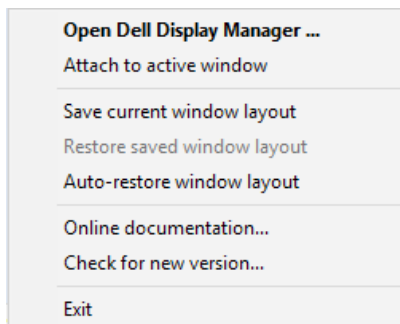 Open Dell Display Manager ...
Attach to active window
Save current window layout
Restore saved window layout
Auto-restore window layout
Online documentation...
Check for new version...
Exit